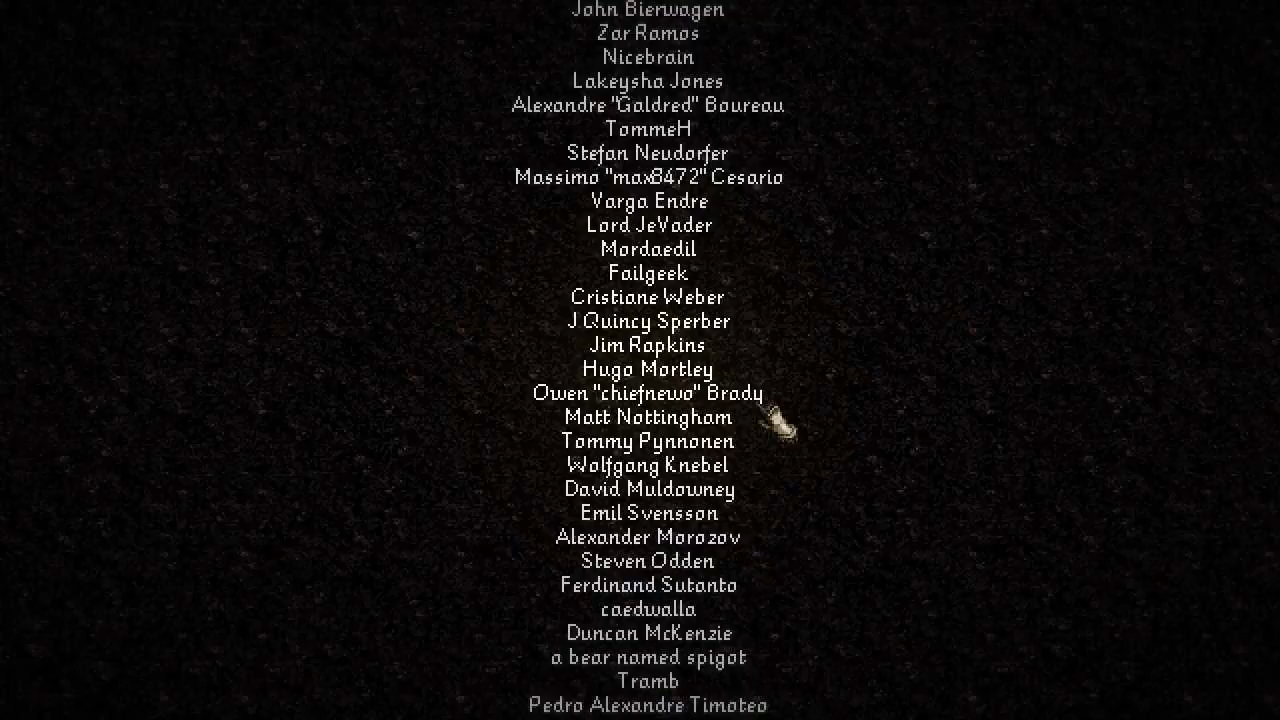 John Bierwagen
Zar Ramos
Nicebrain
Lakeysha Jones
Alexandre "Galdred" Boureau
TommeH
Stefan Neudorfer
Massimo "max8472" Cesario
Varga Endre
Lord JeVader
Mordaedil
Failgeek
Cristiane Weber
J Quincy Sperber
Jim Rapkins
Hugo Mortley
Owen "chiefnewo" Brady
Matt Nottingham
Tommy Pynnonen
Wolfgang Knebel
David Muldowney
Emil Svensson
Alexander Morozov
Steven Odden
Ferdinand Sutanto
caedwalla
Duncan McKenzie
a bear named spigot
Tramb
Pedro Alexandre Timoteo